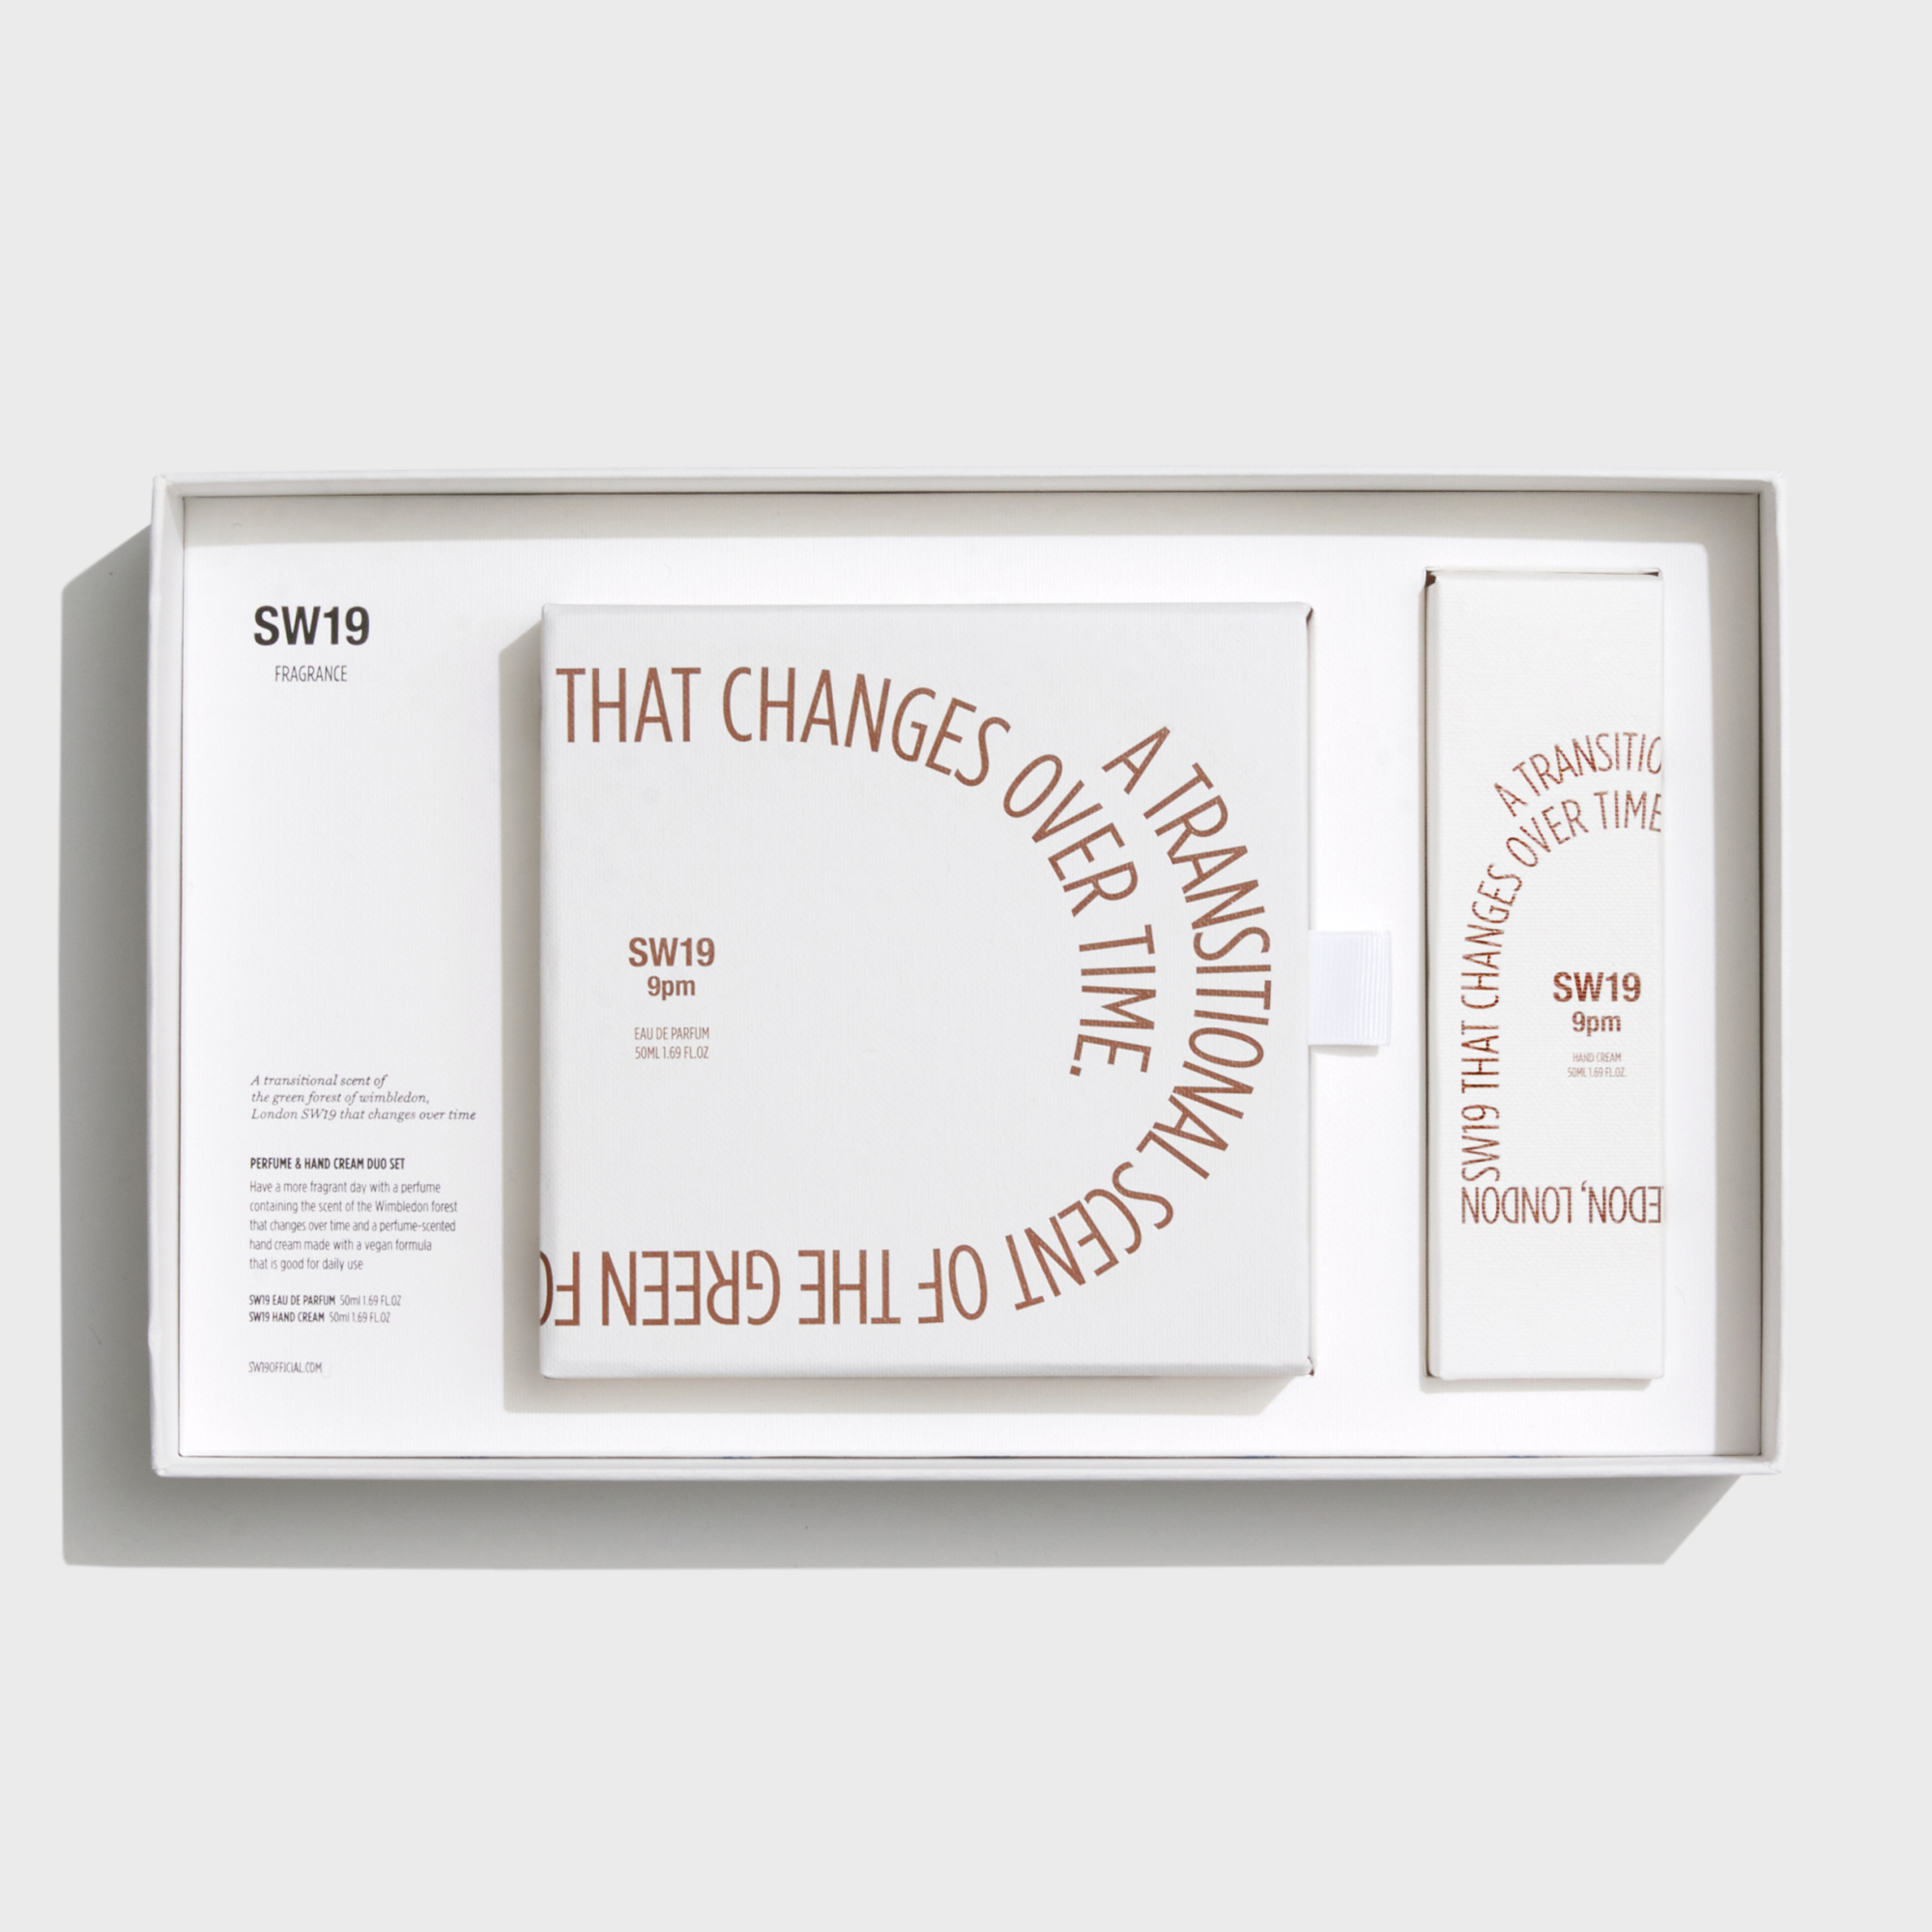 SW19
FRAGRANCE
A transitional scent of
the green forest of wimbledon,
London SW19 that changes over time
PERFUME & HAND CREAM DUO SET
Have a more fragrant day with a perfume
containing the scent of the Wimbledon forest
that changes over time and a perfume-scented
hand cream made with a vegan formula
that is good for daily use
SW19 EAU DE PARFUM 50ml 1.69 FL.OZ
SW19 HAND CREAM 50ml 1.69 FL.OZ
SW19OFFICIAL.COM
A TRANSITIONAL SCENT OF THE GREEN FO
THAT CHANGES OVER TIME.
SW19
9pm
EAU DE PARFUM
50ML 1.69 FL.OZ
A TRANSITIO
EDON, LONDON
SW19 THAT CHANGES OVER TIME
SW19
9pm
HAND CREAM
50ML 1.69 FL.OZ.